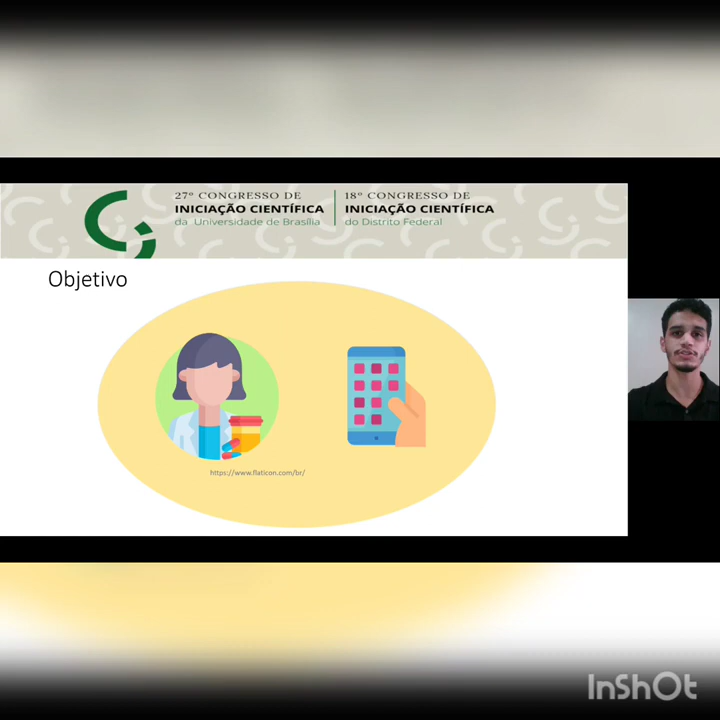 27º CONGRESSO DE
INICIAÇÃO CIENTÍFICA
da Universidade de Brasília
18º CONGRESSO DE
INICIAÇÃO CIENTÍFICA
do Distrito Federal
Objetivo
https://www.flaticon.com/br/
InShOt